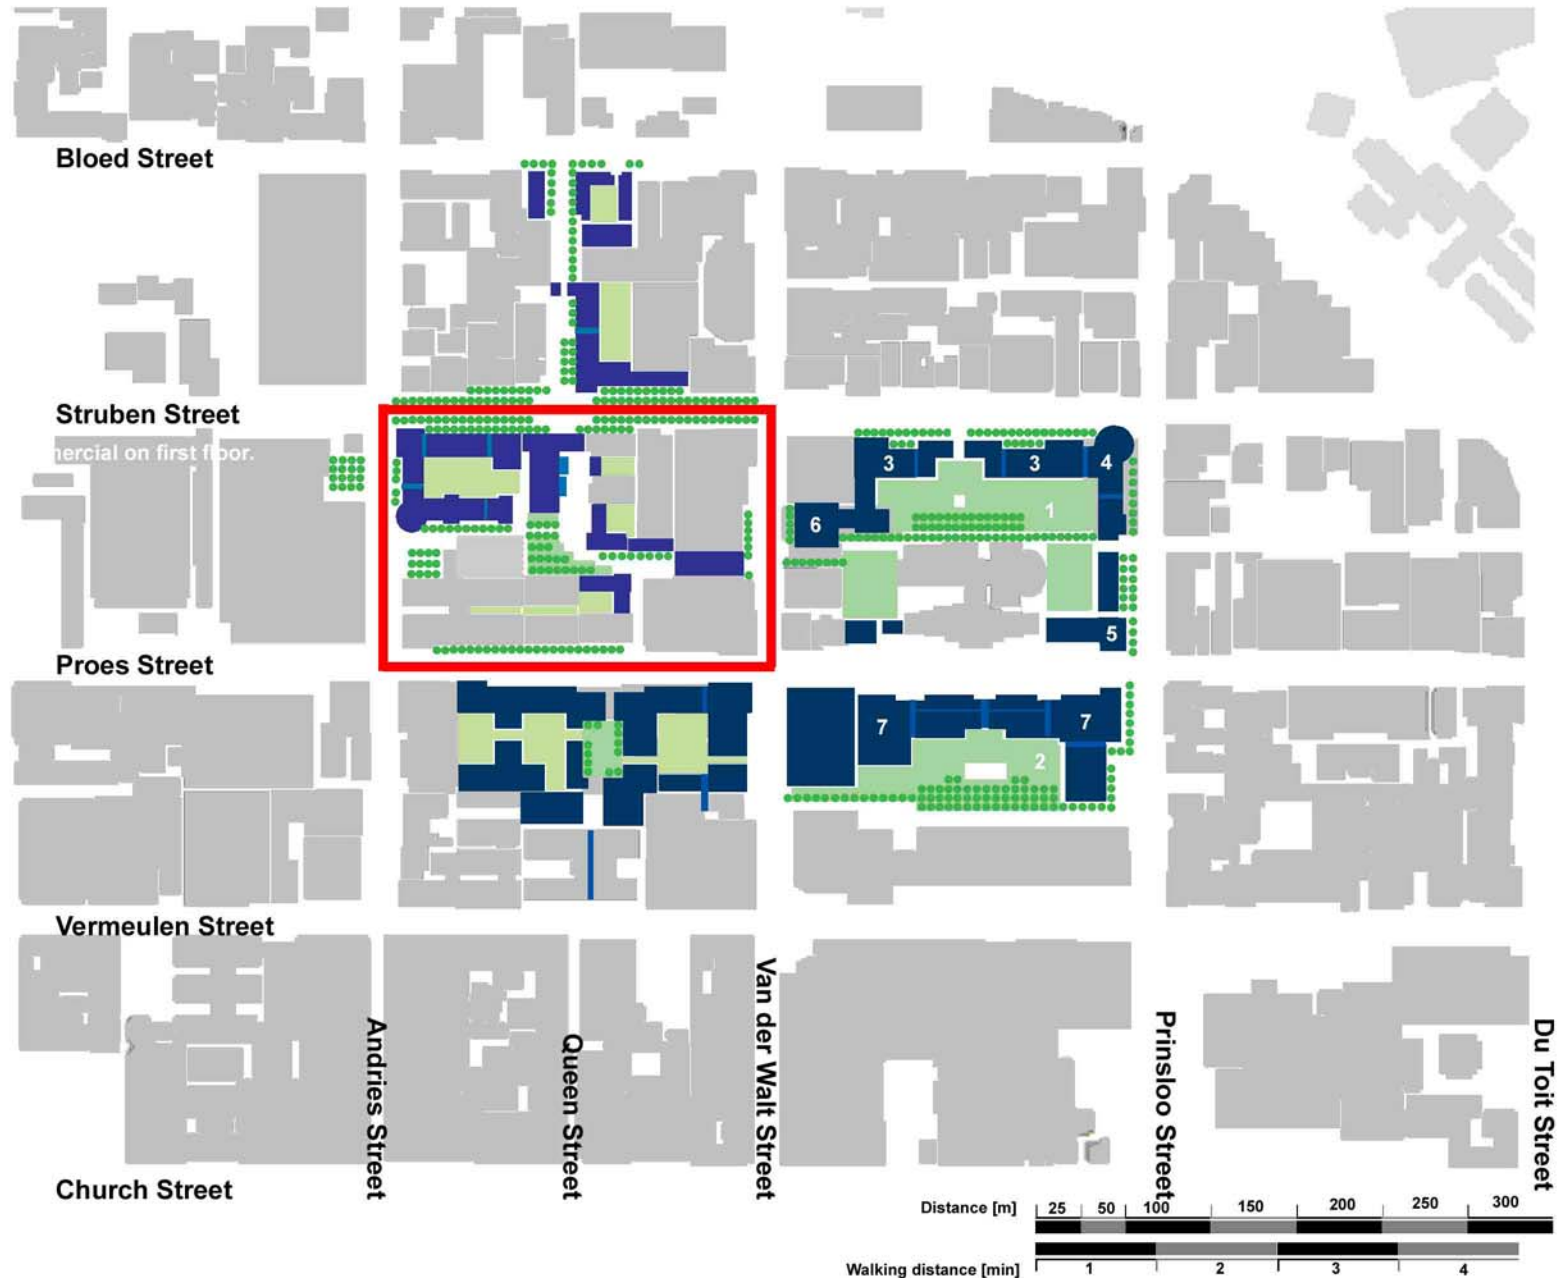 Bloed Street
Struben Street
ercial on first floor.
3
3
4
1
6
5
Proes Street
7
7
2
Vermeulen Street
Andries Street
Queen Street
Van der Walt Street
Prinsloo Street
Du Toit Street
Church Street
Distance [m]
25 50 100 150 200 250 300
Walking distance [min]
1 2 3 4